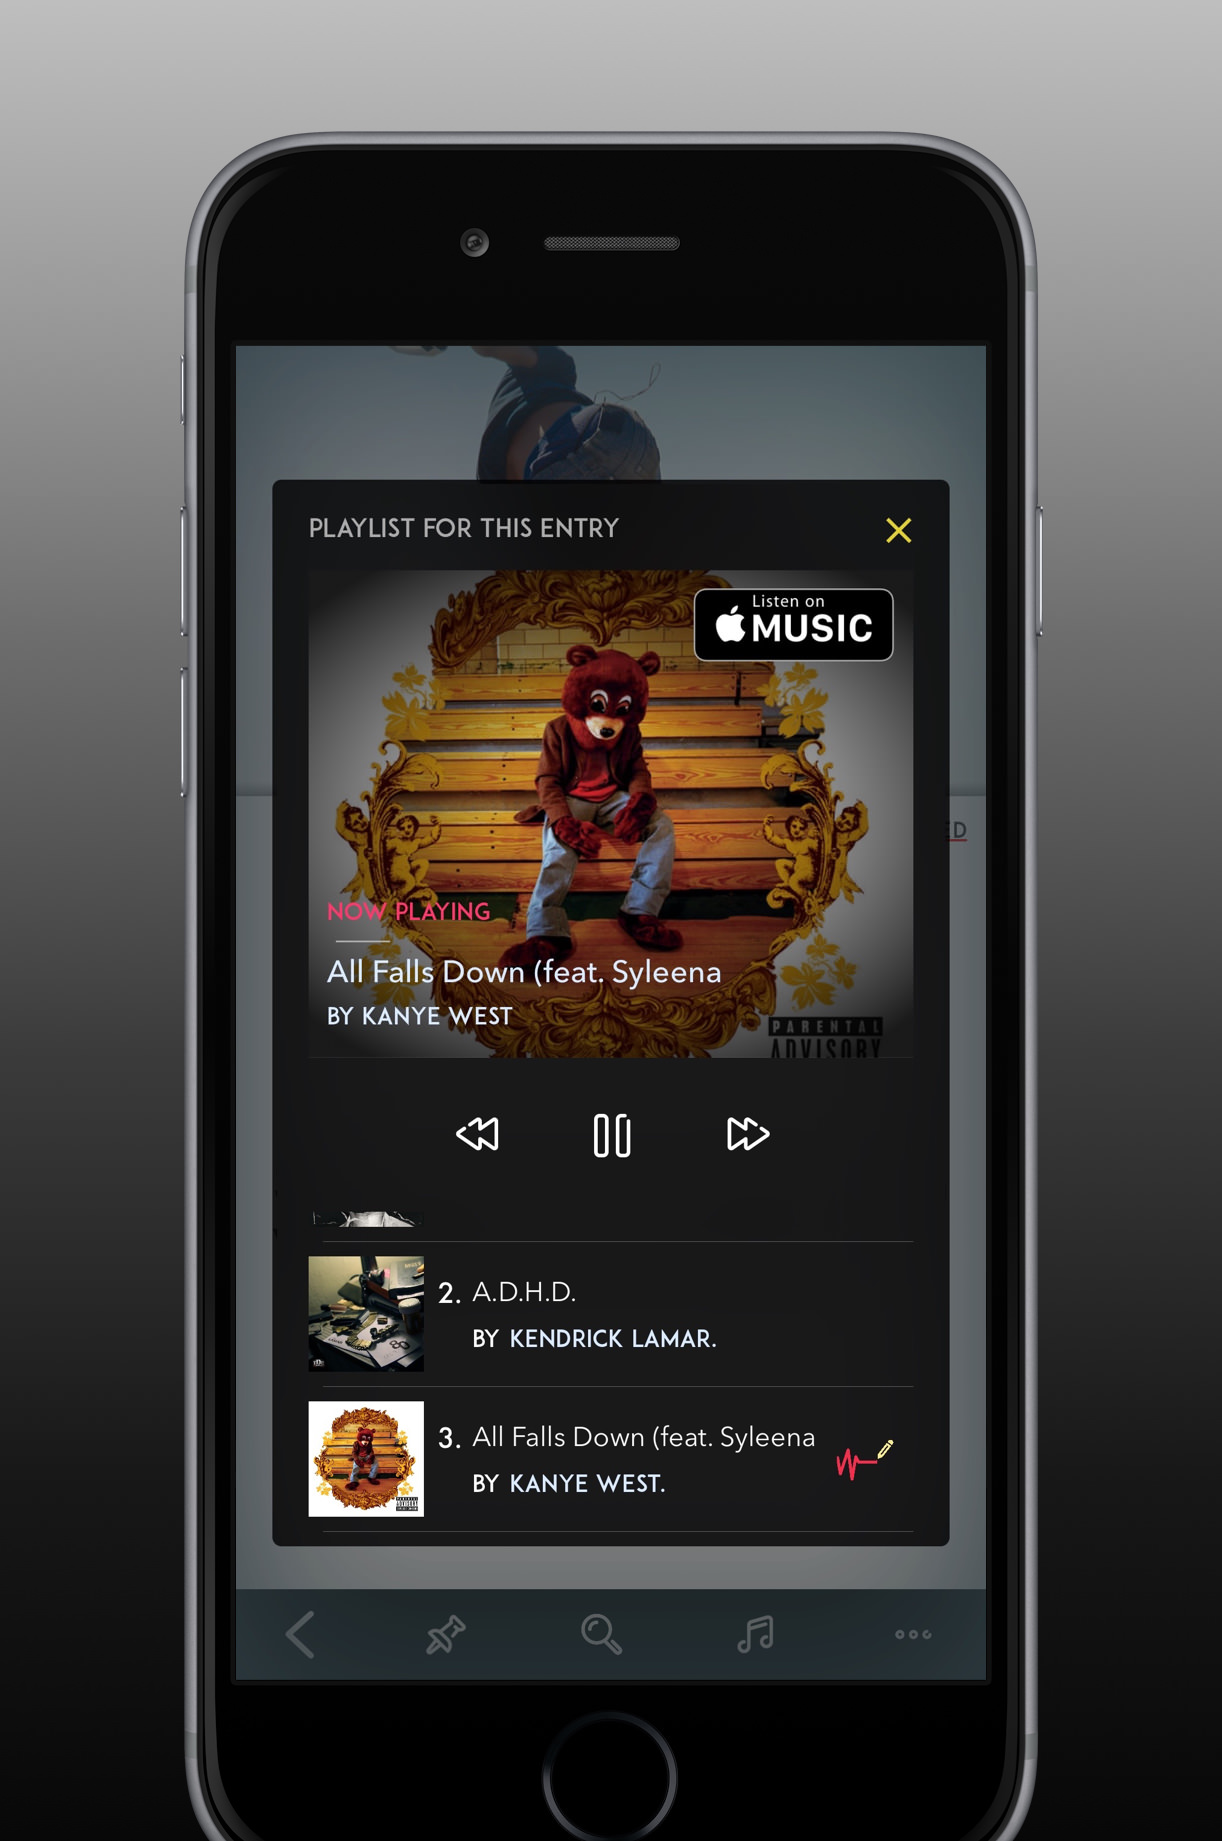 PLAYLIST FOR THIS ENTRY
Listen on
MUSIC
ED
NOW PLAYING
All Falls Down (feat. Syleena
BY KANYE WEST
PARENTAL
ADVISORY
2. A.D.H.D.
BY KENDRICK LAMAR.
3. All Falls Down (feat. Syleena
BY KANYE WEST.